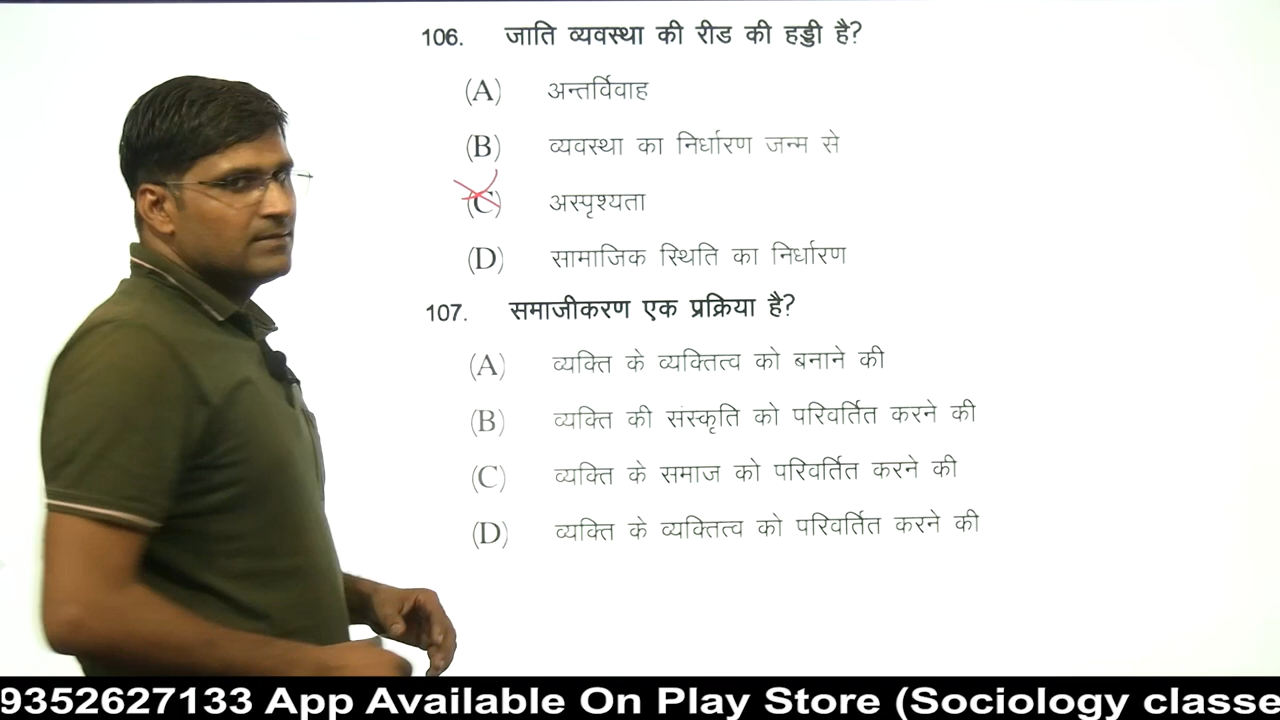 106. जाति व्यवस्था की रीड की हड्डी है?
(A) अन्तर्विवाह
(B) व्यवस्था का निर्धारण जन्म से
(C) अस्पृश्यता
(D) सामाजिक स्थिति का निर्धारण
107. समाजीकरण एक प्रक्रिया है?
(A) व्यक्ति के व्यक्तित्व को बनाने की
(B) व्यक्ति की संस्कृति को परिवर्तित करने की
(C) व्यक्ति के समाज को परिवर्तित करने की
(D) व्यक्ति के व्यक्तित्व को परिवर्तित करने की
9352627133 App Available On Play Store (Sociology classe